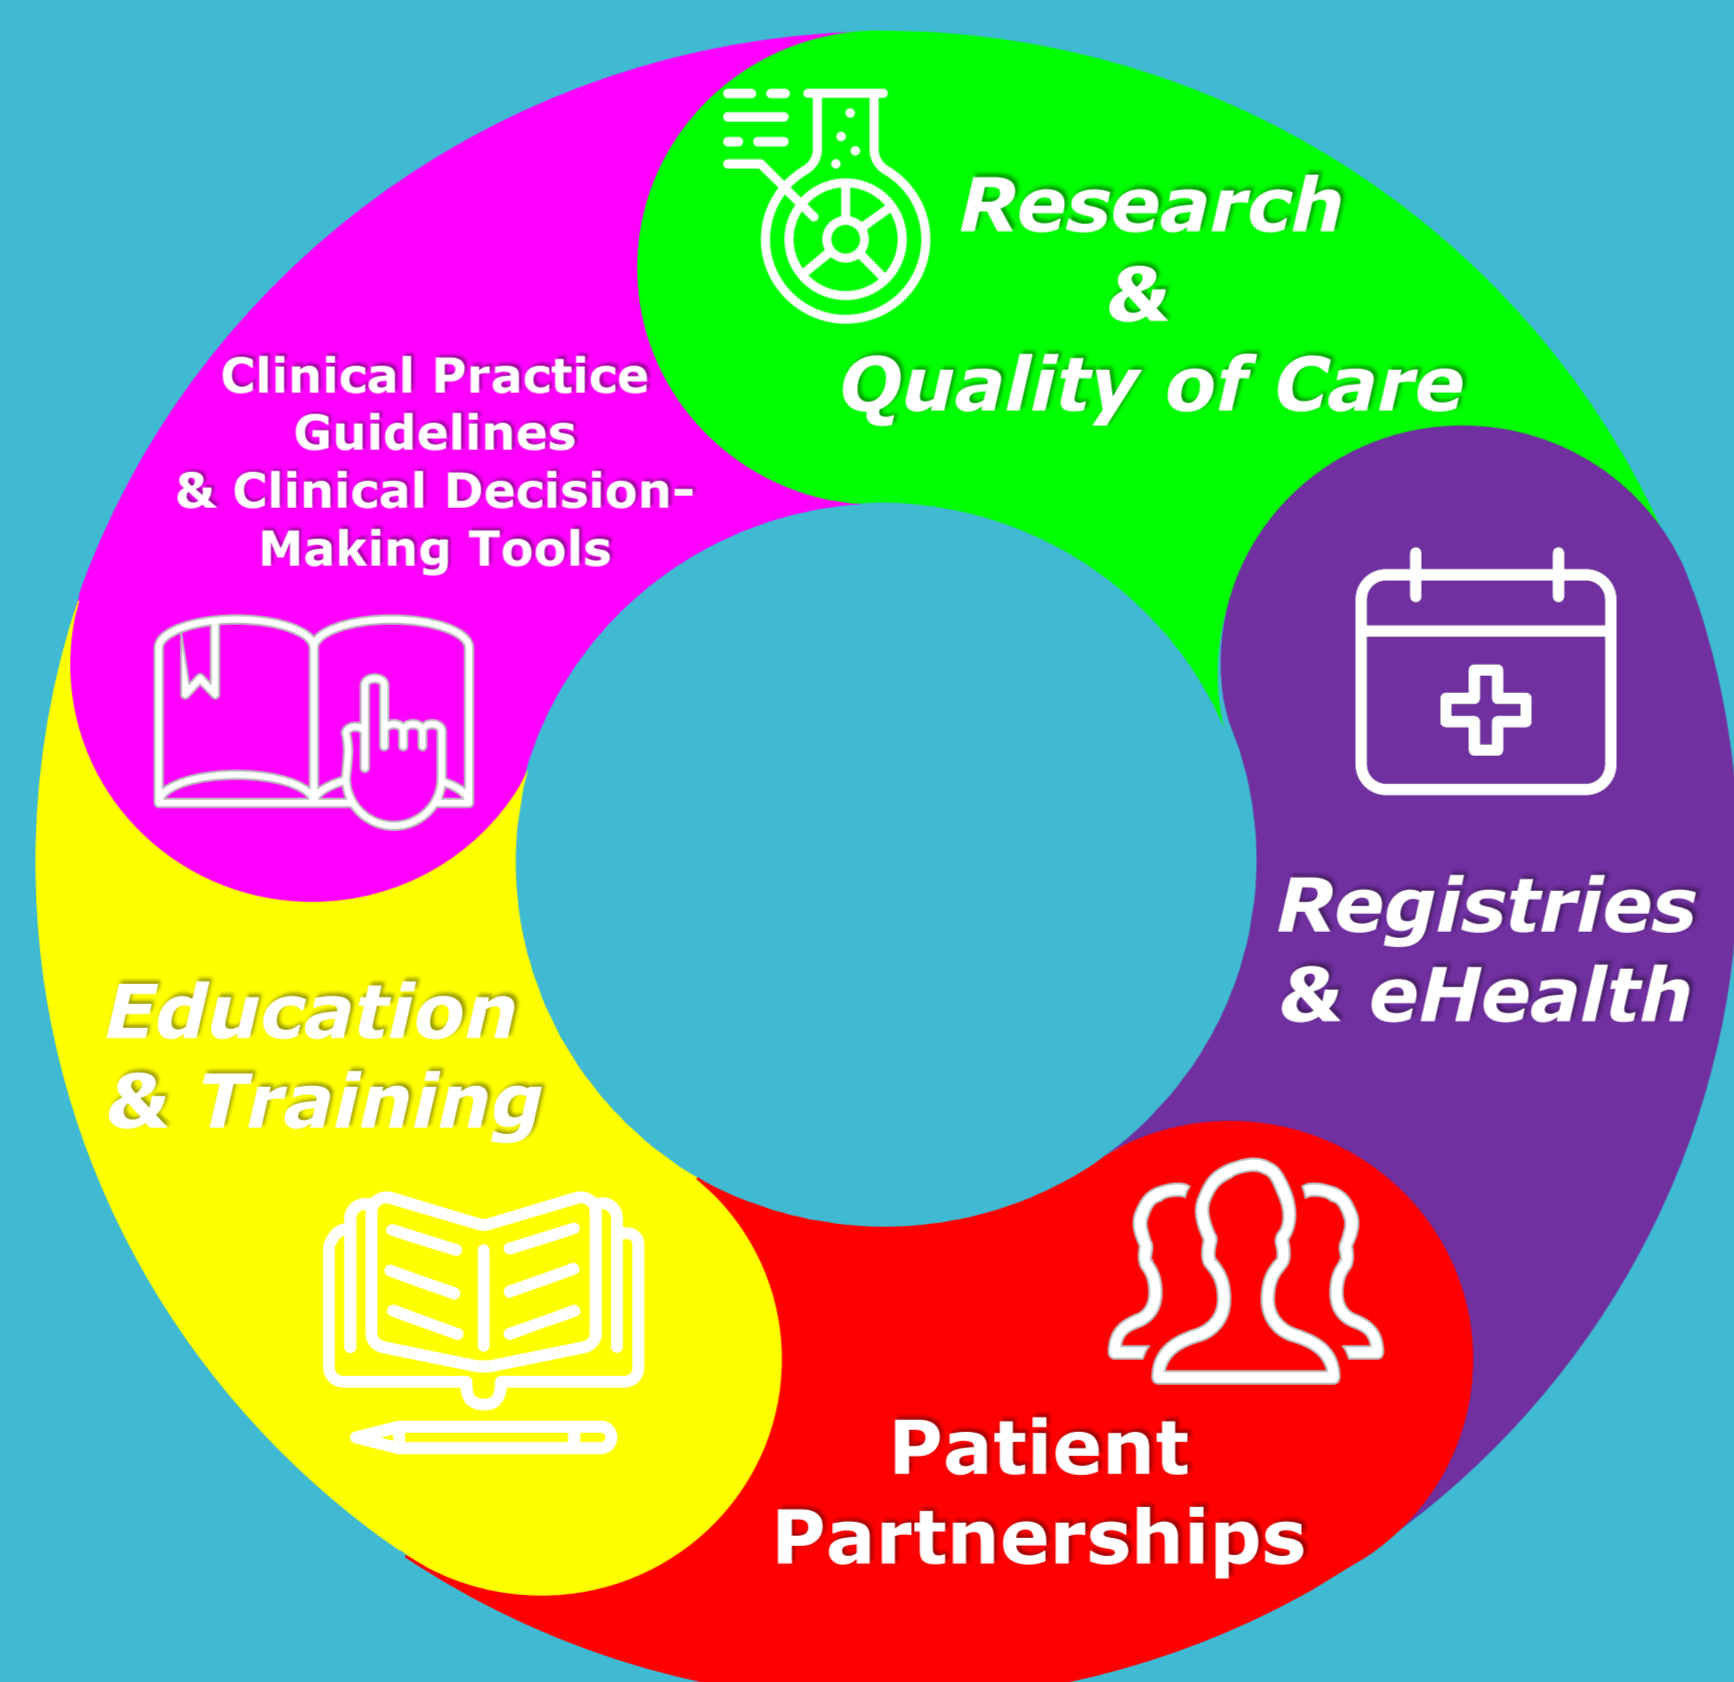 Research
&
Quality of Care
Clinical Practice
Guidelines
& Clinical Decision-
Making Tools
Registries
& eHealth
Education
& Training
Patient
Partnerships